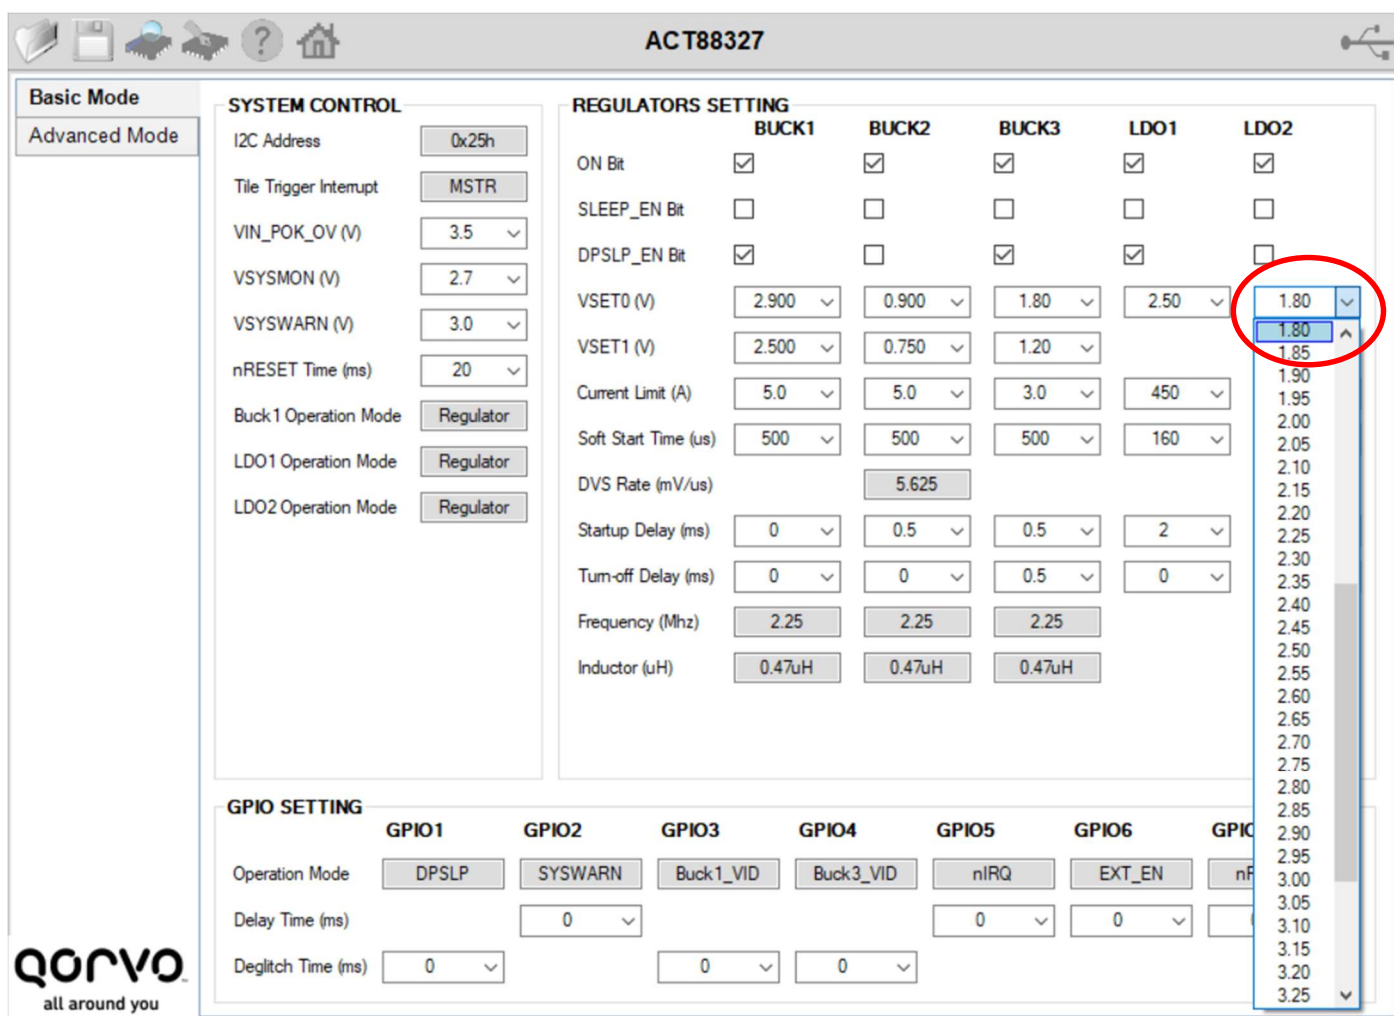 ACT88327
Basic Mode
Advanced Mode
SYSTEM CONTROL
I2C Address 0x25h
Tile Trigger Interrupt MSTR
VIN_POK_OV (V) 3.5
VSYSMON (V) 2.7
VSYSWARN (V) 3.0
nRESET Time (ms) 20
Buck1 Operation Mode Regulator
LDO1 Operation Mode Regulator
LDO2 Operation Mode Regulator
REGULATORS SETTING
BUCK1 BUCK2 BUCK3 LDO1 LDO2
ON Bit
SLEEP_EN Bit
DPSLP_EN Bit
VSET0 (V) 2.900 0.900 1.80 2.50 1.80
VSET1 (V) 2.500 0.750 1.20
Current Limit (A) 5.0 5.0 3.0 450
Soft Start Time (us) 500 500 500 160
DVS Rate (mV/us) 5.625
Startup Delay (ms) 0 0.5 0.5 2
Turn-off Delay (ms) 0 0 0.5 0
Frequency (Mhz) 2.25 2.25 2.25
Inductor (uH) 0.47uH 0.47uH 0.47uH
1.80
1.85
1.90
1.95
2.00
2.05
2.10
2.15
2.20
2.25
2.30
2.35
2.40
2.45
2.50
2.55
2.60
2.65
2.70
2.75
2.80
2.85
2.90
2.95
3.00
3.05
3.10
3.15
3.20
3.25
GPIO SETTING
GPIO1 GPIO2 GPIO3 GPIO4 GPIO5 GPIO6
Operation Mode DPSLP SYSWARN Buck1_VID Buck3_VID nIRQ EXT_EN
Delay Time (ms) 0 0 0
Deglitch Time (ms) 0 0 0
QORVO
all around you